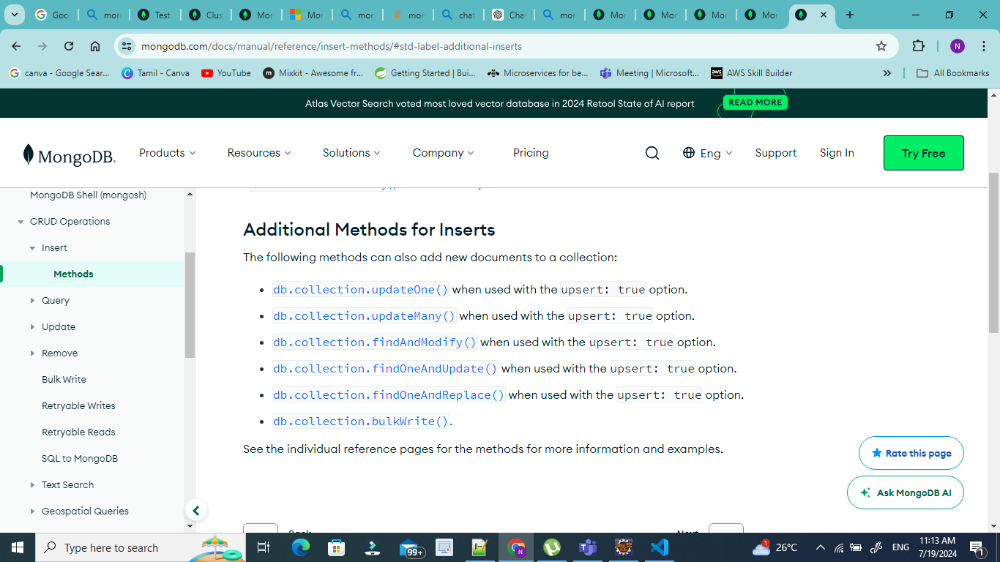 Goo
mon
Test
Clus
Mor
Mor
mor
mor
chat
Cha
mor
Mor
Mor
Mor
Mor
mongodb.com/docs/manual/reference/insert-methods/#std-label-additional-inserts
N
canva - Google Sear...
Tamil - Canva
YouTube
Mixkit - Awesome fr...
Getting Started | Bui...
Microservices for be...
Meeting | Microsoft...
AWS Skill Builder
All Bookmarks
Atlas Vector Search voted most loved vector database in 2024 Retool State of AI report
READ MORE
MongoDB.
Products
Resources
Solutions
Company
Pricing
Eng
Support
Sign In
Try Free
MongoDB Shell (mongosh)
CRUD Operations
Insert
Methods
Query
Update
Remove
Bulk Write
Retryable Writes
Retryable Reads
SQL to MongoDB
Text Search
Geospatial Queries
Additional Methods for Inserts
The following methods can also add new documents to a collection:
• db.collection.updateOne() when used with the upsert: true option.
• db.collection.updateMany() when used with the upsert: true option.
• db.collection.findAndModify() when used with the upsert: true option.
• db.collection.findOneAndUpdate() when used with the upsert: true option.
• db.collection.findOneAndReplace() when used with the upsert: true option.
• db.collection.bulkWrite().
See the individual reference pages for the methods for more information and examples.
Rate this page
Ask MongoDB AI
Back
Next
Type here to search
99+
26°C
ENG
11:13 AM
7/19/2024
1